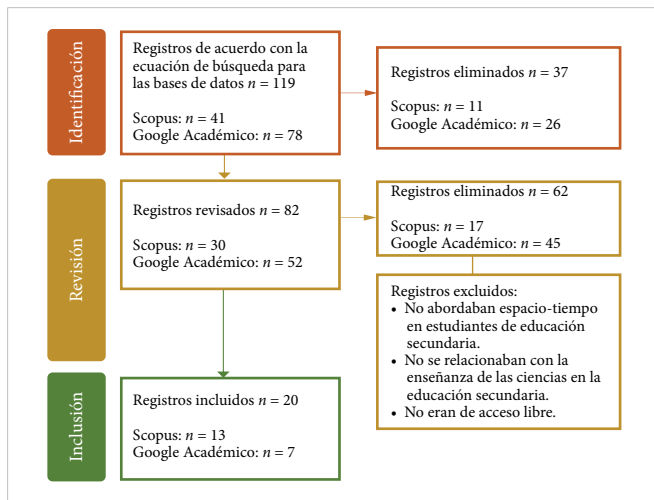 Identificación
Registros de acuerdo con la
ecuación de búsqueda para
las bases de datos n = 119
Scopus: n = 41
Google Académico: n = 78
Registros eliminados n = 37
Scopus: n = 11
Google Académico: n = 26
Revisión
Registros revisados n = 82
Scopus: n = 30
Google Académico: n = 52
Registros eliminados n = 62
Scopus: n = 17
Google Académico: n = 45
Registros excluidos:
• No abordaban espacio-tiempo
en estudiantes de educación
secundaria.
• No se relacionaban con la
enseñanza de las ciencias en la
educación secundaria.
• No eran de acceso libre.
Inclusión
Registros incluidos n = 20
Scopus: n = 13
Google Académico: n = 7